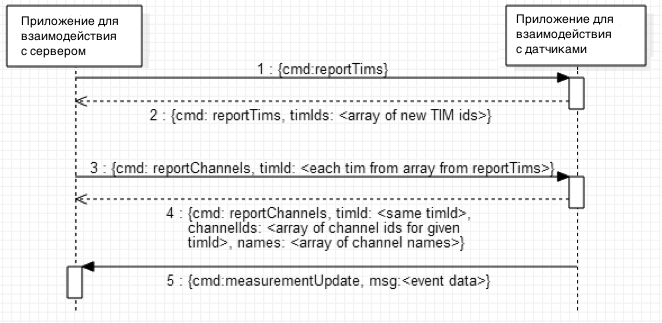 Приложение для
взаимодействия
с сервером
Приложение для
взаимодействия
с датчиками
1 : {cmd:reportTims}
2 : {cmd: reportTims, timIds: <array of new TIM ids>}
3 : {cmd: reportChannels, timId: <each tim from array from reportTims>}
4 : {cmd: reportChannels, timId: <same timId>,
channelIds: <array of channel ids for given
timId>, names: <array of channel names>}
5 : {cmd:measurementUpdate, msg:<event data>}